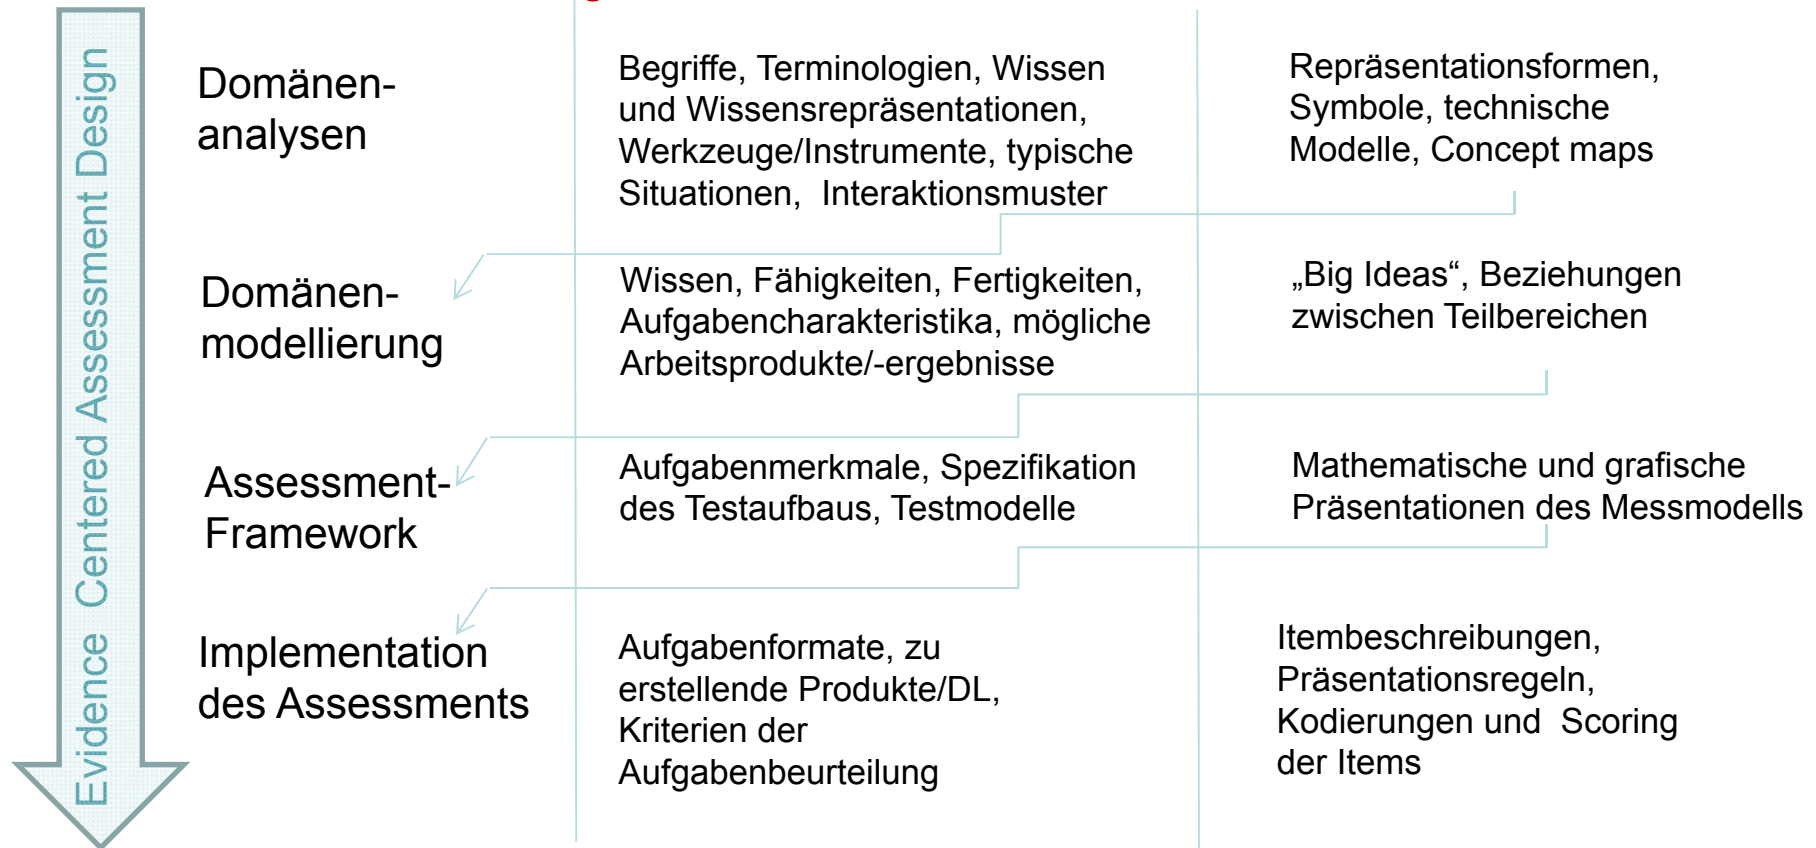 Evidence  Centered Assessment Design
Domänen-
analysen
Begriffe, Terminologien, Wissen
und Wissensrepräsentationen,
Werkzeuge/Instrumente, typische
Situationen,  Interaktionsmuster
Repräsentationsformen,
Symbole, technische
Modelle, Concept maps
Domänen-
modellierung
Wissen, Fähigkeiten, Fertigkeiten,
Aufgabencharakteristika, mögliche
Arbeitsprodukte/-ergebnisse
„Big Ideas“, Beziehungen
zwischen Teilbereichen
Assessment-
Framework
Aufgabenmerkmale, Spezifikation
des Testaufbaus, Testmodelle
Mathematische und grafische
Präsentationen des Messmodells
Implementation
des Assessments
Aufgabenformate, zu
erstellende Produkte/DL,
Kriterien der
Aufgabenbeurteilung
Itembeschreibungen,
Präsentationsregeln,
Kodierungen und  Scoring
der Items